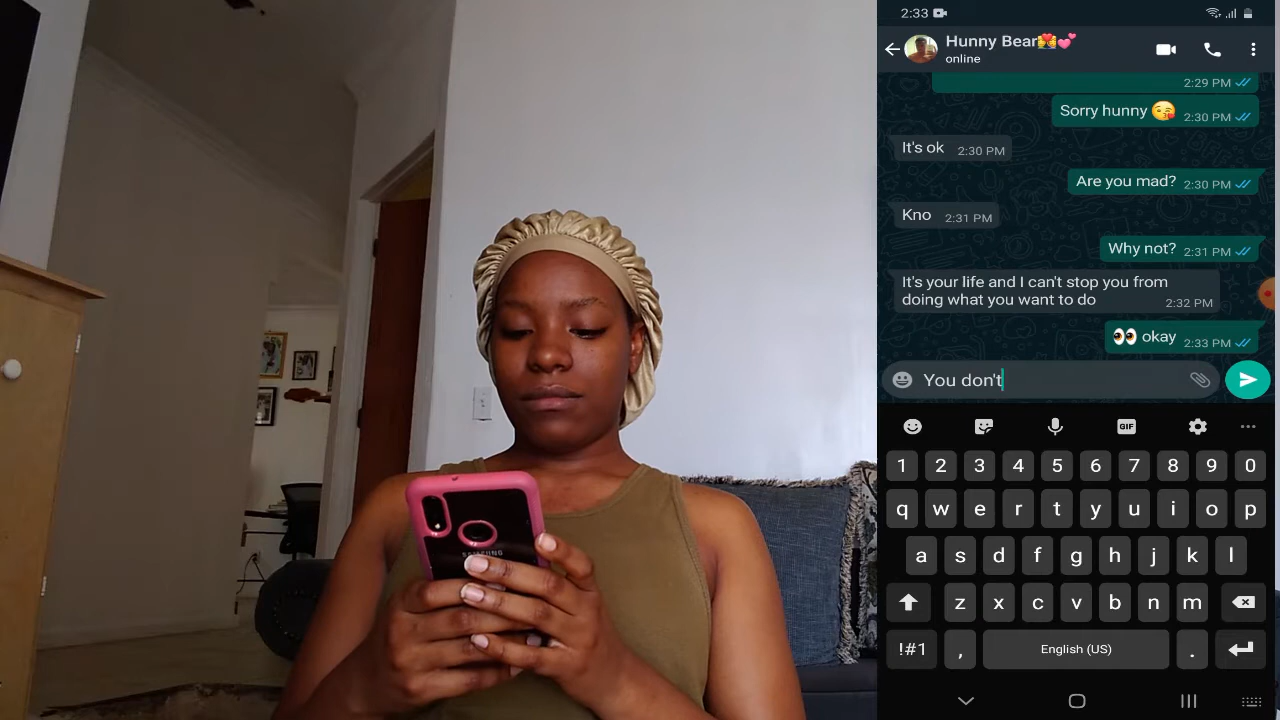 2:33
Hunny Bear👩‍❤️‍👨💕
online
2:29 PM
Sorry hunny 😘 2:30 PM
It's ok 2:30 PM
Are you mad? 2:30 PM
Kno 2:31 PM
Why not? 2:31 PM
It's your life and I can't stop you from
doing what you want to do 2:32 PM
👀 okay 2:33 PM
You don't
GIF
1 2 3 4 5 6 7 8 9 0
q w e r t y u i o p
a s d f g h j k l
z x c v b n m
!#1 , English (US) .
SAMSUNG